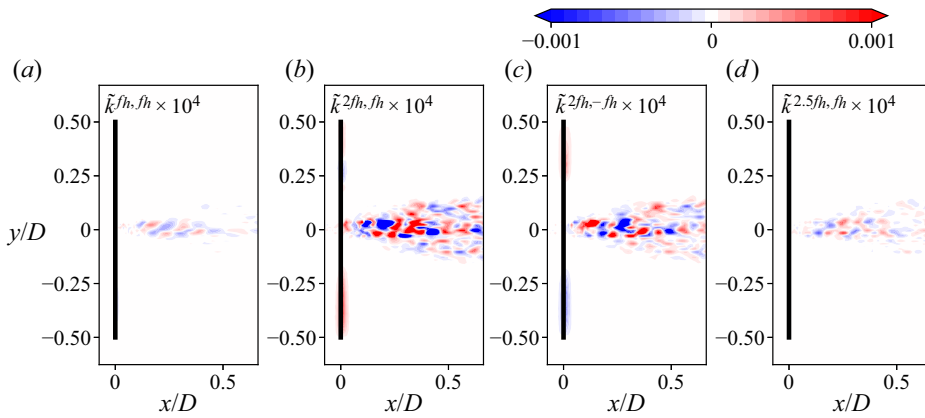 −0.001 0 0.001
(a) (b) (c) (d)
k̃^{fh, fh} × 10^4 k̃^{2fh, fh} × 10^4 k̃^{2fh,−fh} × 10^4 k̃^{2.5fh, fh} × 10^4
0.50 0.50 0.50 0.50
0.25 0.25 0.25 0.25
y/D 0 0 0 0
−0.25 −0.25 −0.25 −0.25
−0.50 −0.50 −0.50 −0.50
0 0.5 0 0.5 0 0.5 0 0.5
x/D x/D x/D x/D